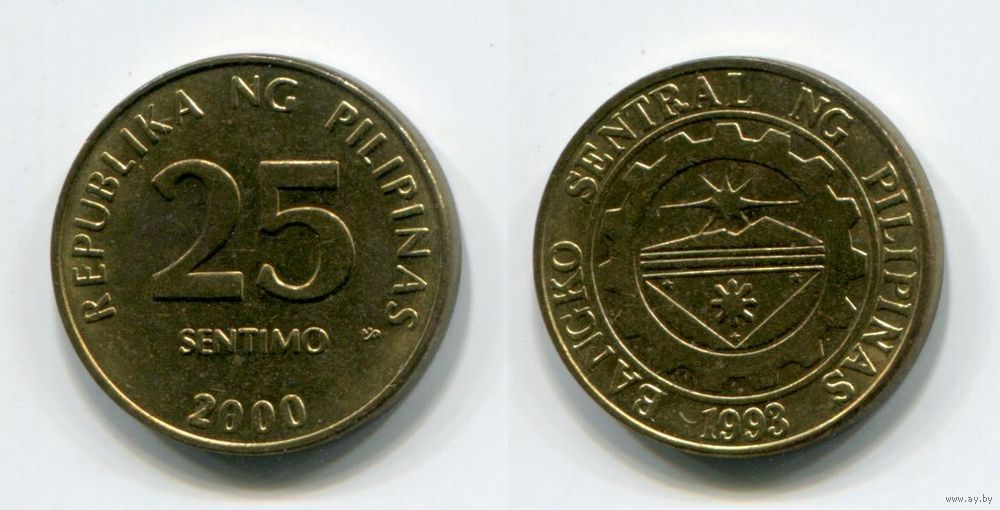 REPUBLIKA NG PILIPINAS
25
SENTIMO
2000
BANGKO SENTRAL NG PILIPINAS
1993
www.ay.by